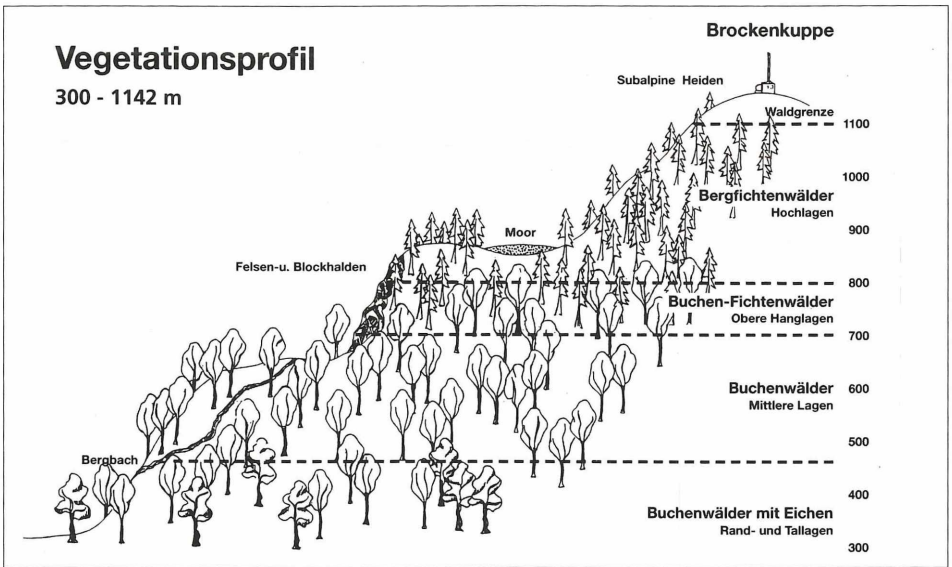 Vegetationsprofil
300 - 1142 m
Brockenkuppe
Subalpine Heiden
Waldgrenze
1100
1000
Bergfichtenwälder
Hochlagen
900
Moor
Felsen-u. Blockhalden
800
Buchen-Fichtenwälder
Obere Hanglagen
700
Buchenwälder
600
Mittlere Lagen
500
Bergbach
400
Buchenwälder mit Eichen
Rand- und Tallagen
300